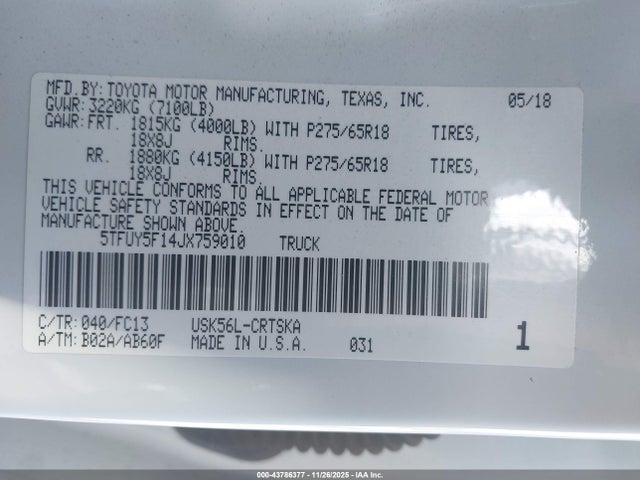 MFD.BY: TOYOTA MOTOR MANUFACTURING, TEXAS, INC. 05/18
GVWR: 3220KG (7100LB)
GAWR: FRT. 1815KG (4000LB) WITH P275/65R18 TIRES,
18X8J RIMS.
RR. 1880KG (4150LB) WITH P275/65R18 TIRES,
18X8J RIMS.
THIS VEHICLE CONFORMS TO ALL APPLICABLE FEDERAL MOTOR
VEHICLE SAFETY STANDARDS IN EFFECT ON THE DATE OF
MANUFACTURE SHOWN ABOVE.
5TFUY5F14JX759010 TRUCK
C/TR: 040/FC13 USK56L-CRTSKA
A/TM: B02A/AB60F MADE IN U.S.A. 031 1
000-43786377 - 11/26/2025 - IAA Inc.